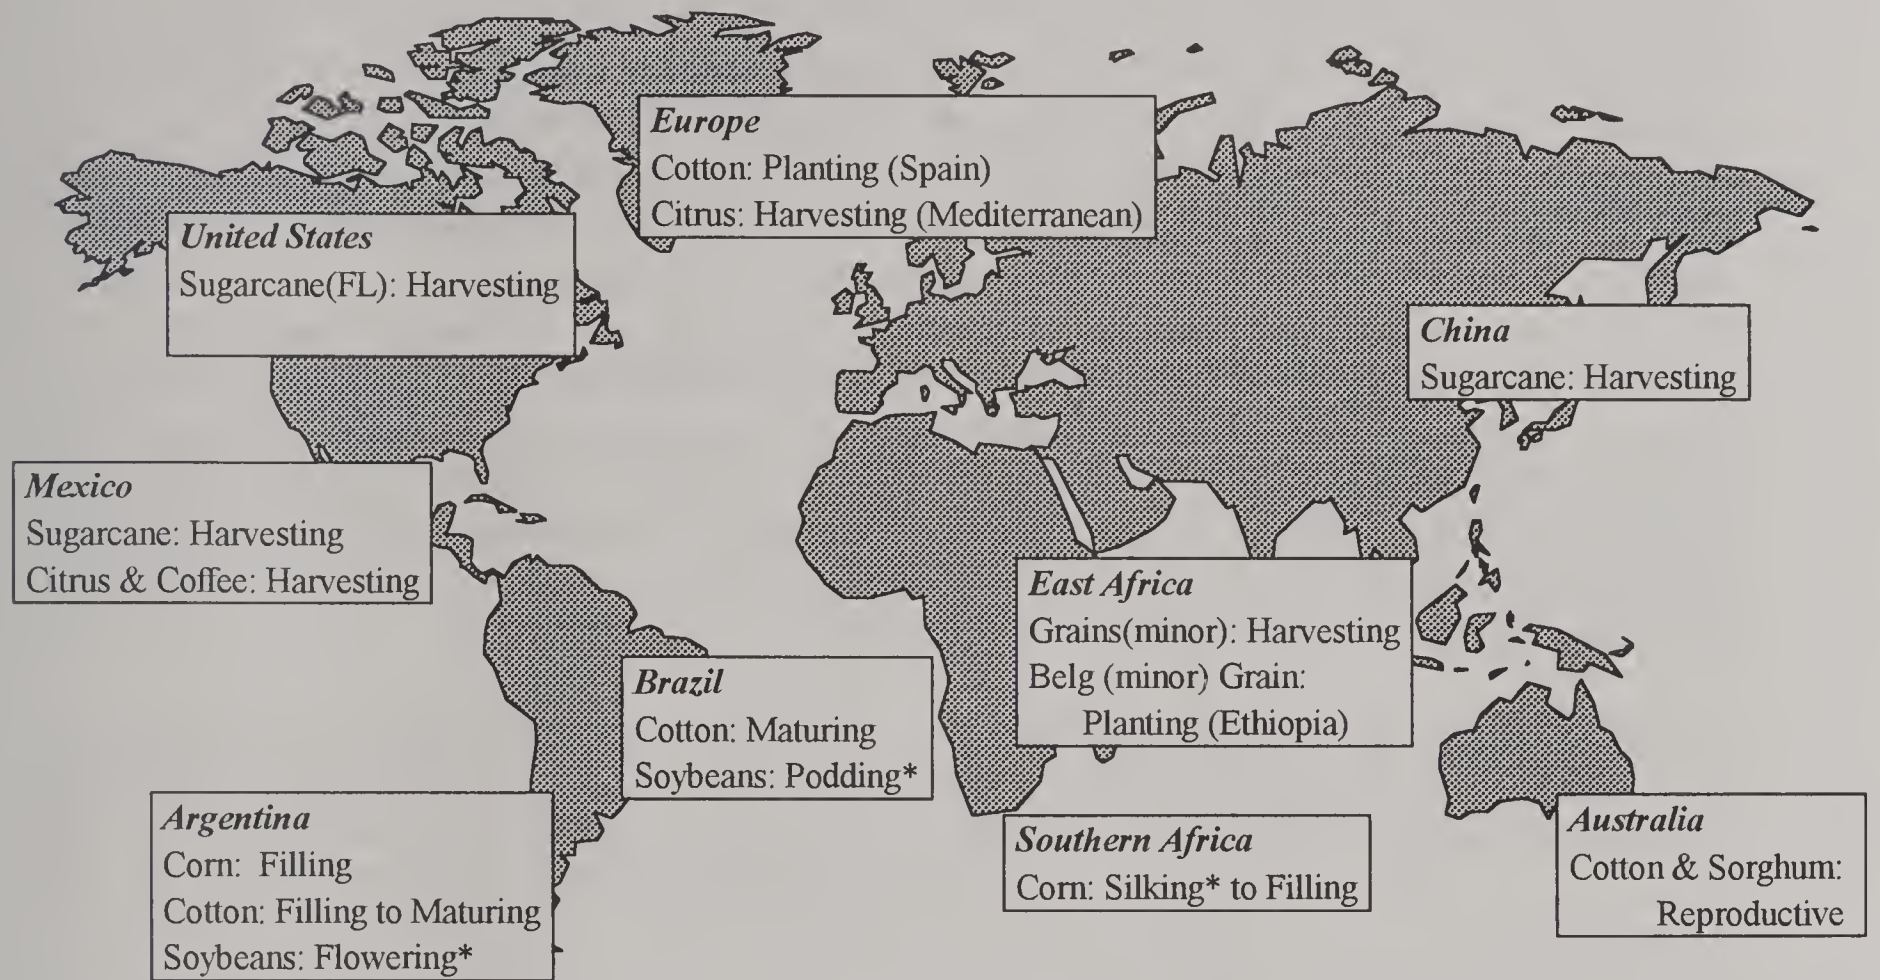 Europe
Cotton: Planting (Spain)
Citrus: Harvesting (Mediterranean)
United States
Sugarcane(FL): Harvesting
China
Sugarcane: Harvesting
Mexico
Sugarcane: Harvesting
Citrus & Coffee: Harvesting
East Africa
Grains(minor): Harvesting
Belg (minor) Grain:
Planting (Ethiopia)
Brazil
Cotton: Maturing
Soybeans: Podding*
Argentina
Corn: Filling
Cotton: Filling to Maturing
Soybeans: Flowering*
Southern Africa
Corn: Silking* to Filling
Australia
Cotton & Sorghum:
Reproductive